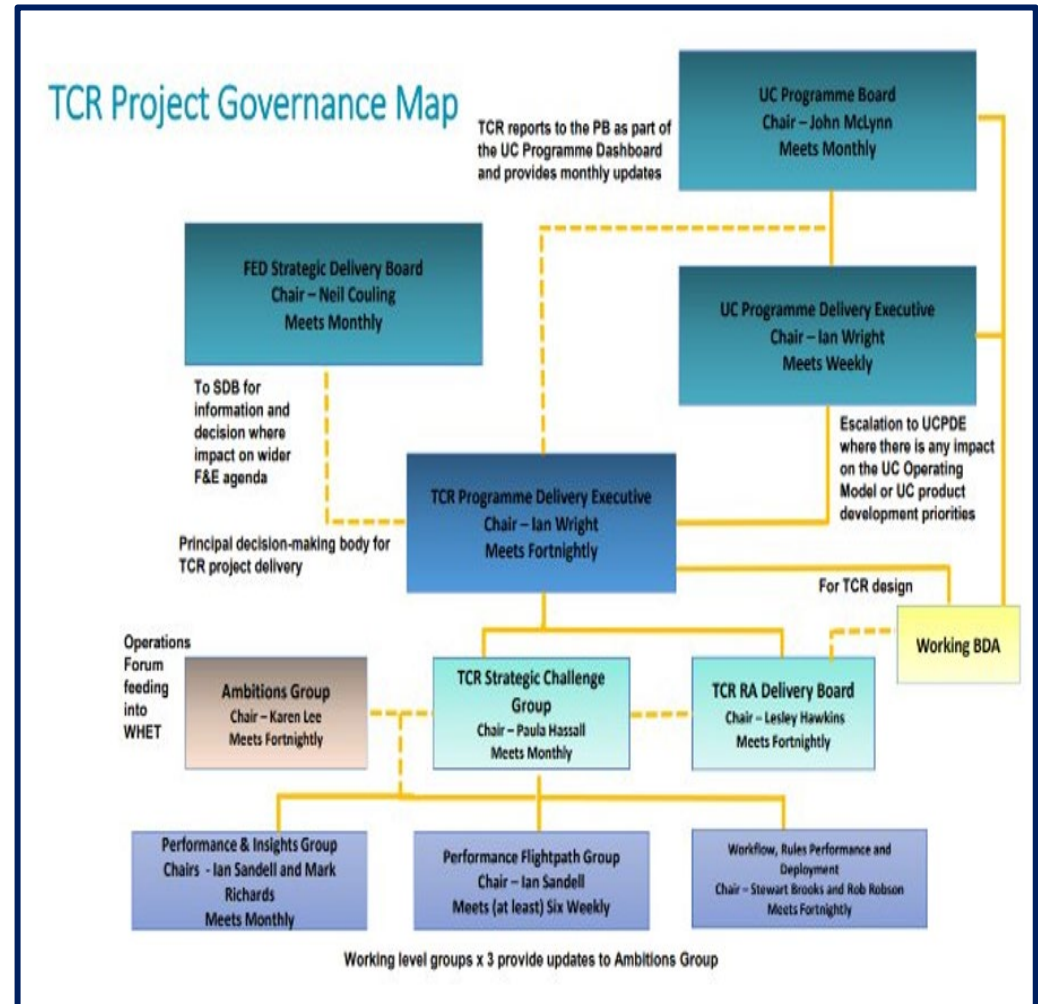 TCR Project Governance Map
UC Programme Board
Chair – John McLynn
Meets Monthly
TCR reports to the PB as part of
the UC Programme Dashboard
and provides monthly updates
FED Strategic Delivery Board
Chair – Neil Couling
Meets Monthly
UC Programme Delivery Executive
Chair – Ian Wright
Meets Weekly
To SDB for
information and
decision where
impact on wider
F&E agenda
Escalation to UCPDE
where there is any impact
on the UC Operating
Model or UC product
development priorities
TCR Programme Delivery Executive
Chair – Ian Wright
Meets Fortnightly
Principal decision-making body for
TCR project delivery
For TCR design
Working BDA
Operations
Forum
feeding
into
WHET
Ambitions Group
Chair – Karen Lee
Meets Fortnightly
TCR Strategic Challenge
Group
Chair – Paula Hassall
Meets Monthly
TCR RA Delivery Board
Chair – Lesley Hawkins
Meets Fortnightly
Performance & Insights Group
Chairs - Ian Sandell and Mark
Richards
Meets Monthly
Performance Flightpath Group
Chair – Ian Sandell
Meets (at least) Six Weekly
Workflow, Rules Performance and
Deployment
Chair – Stewart Brooks and Rob Robson
Meets Fortnightly
Working level groups x 3 provide updates to Ambitions Group